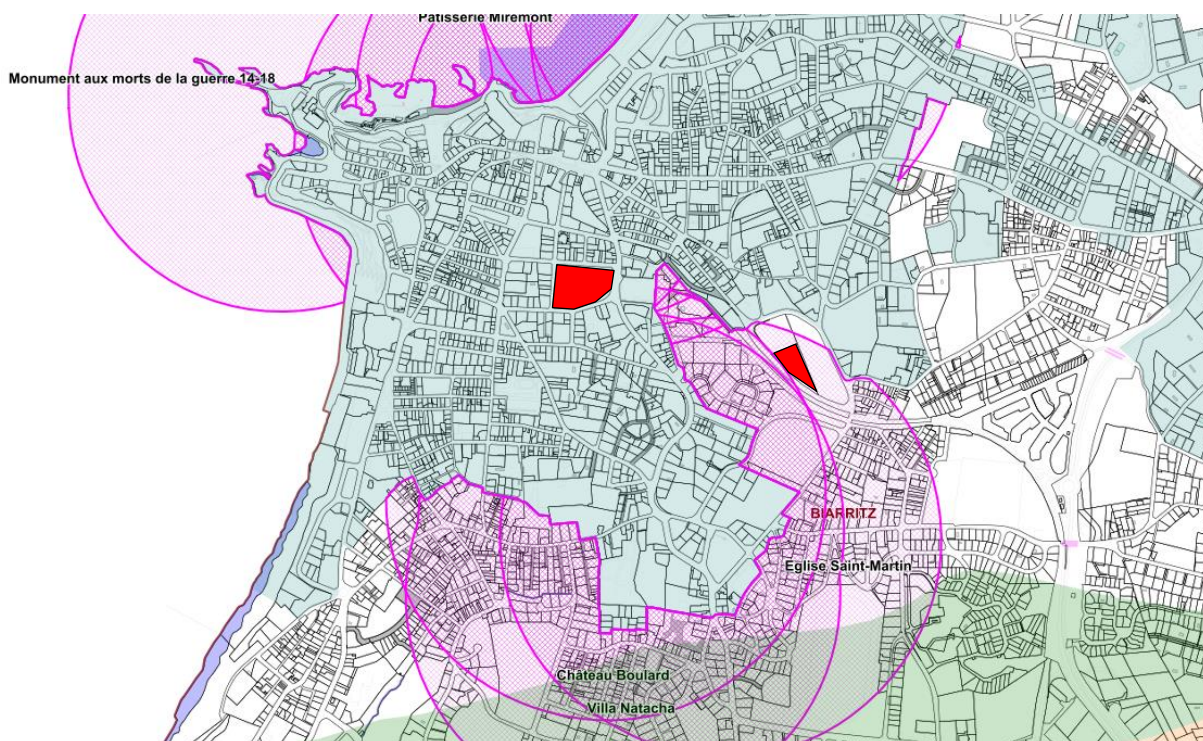 Patisserie Miremont
Monument aux morts de la guerre 14-18
BIARRITZ
Eglise Saint-Martin
Château Boulard
Villa Natacha